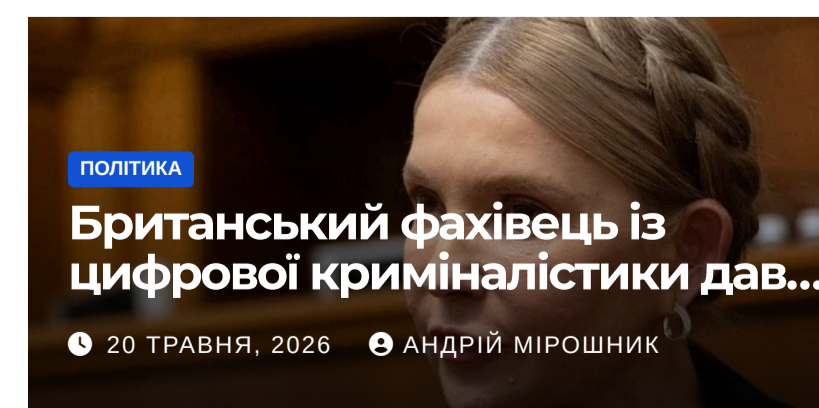 ПОЛІТИКА
Британський фахівець із
цифрової криміналістики дав...
20 ТРАВНЯ, 2026 АНДРІЙ МІРОШНИК